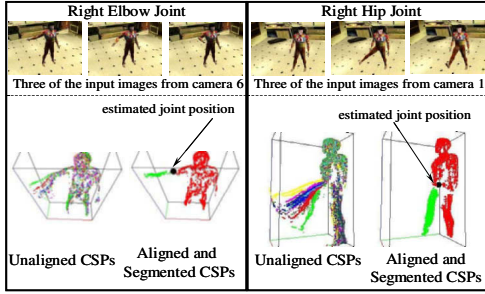 Right Elbow Joint
Three of the input images from camera 6
estimated joint position
Unaligned CSPs
Aligned and
Segmented CSPs
Right Hip Joint
Three of the input images from camera 1
estimated joint position
Unaligned CSPs
Aligned and
Segmented CSPs